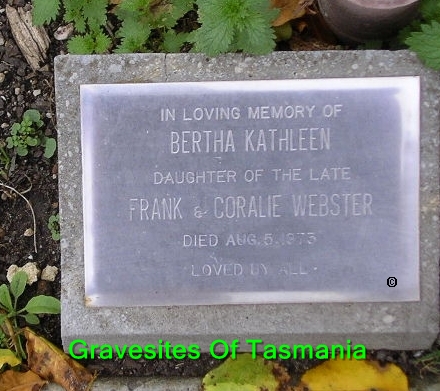 IN LOVING MEMORY OF
BERTHA KATHLEEN
DAUGHTER OF THE LATE
FRANK & CORALIE WEBSTER
DIED AUG. 5, 1973
LOVED BY ALL
©
Gravesites Of Tasmania